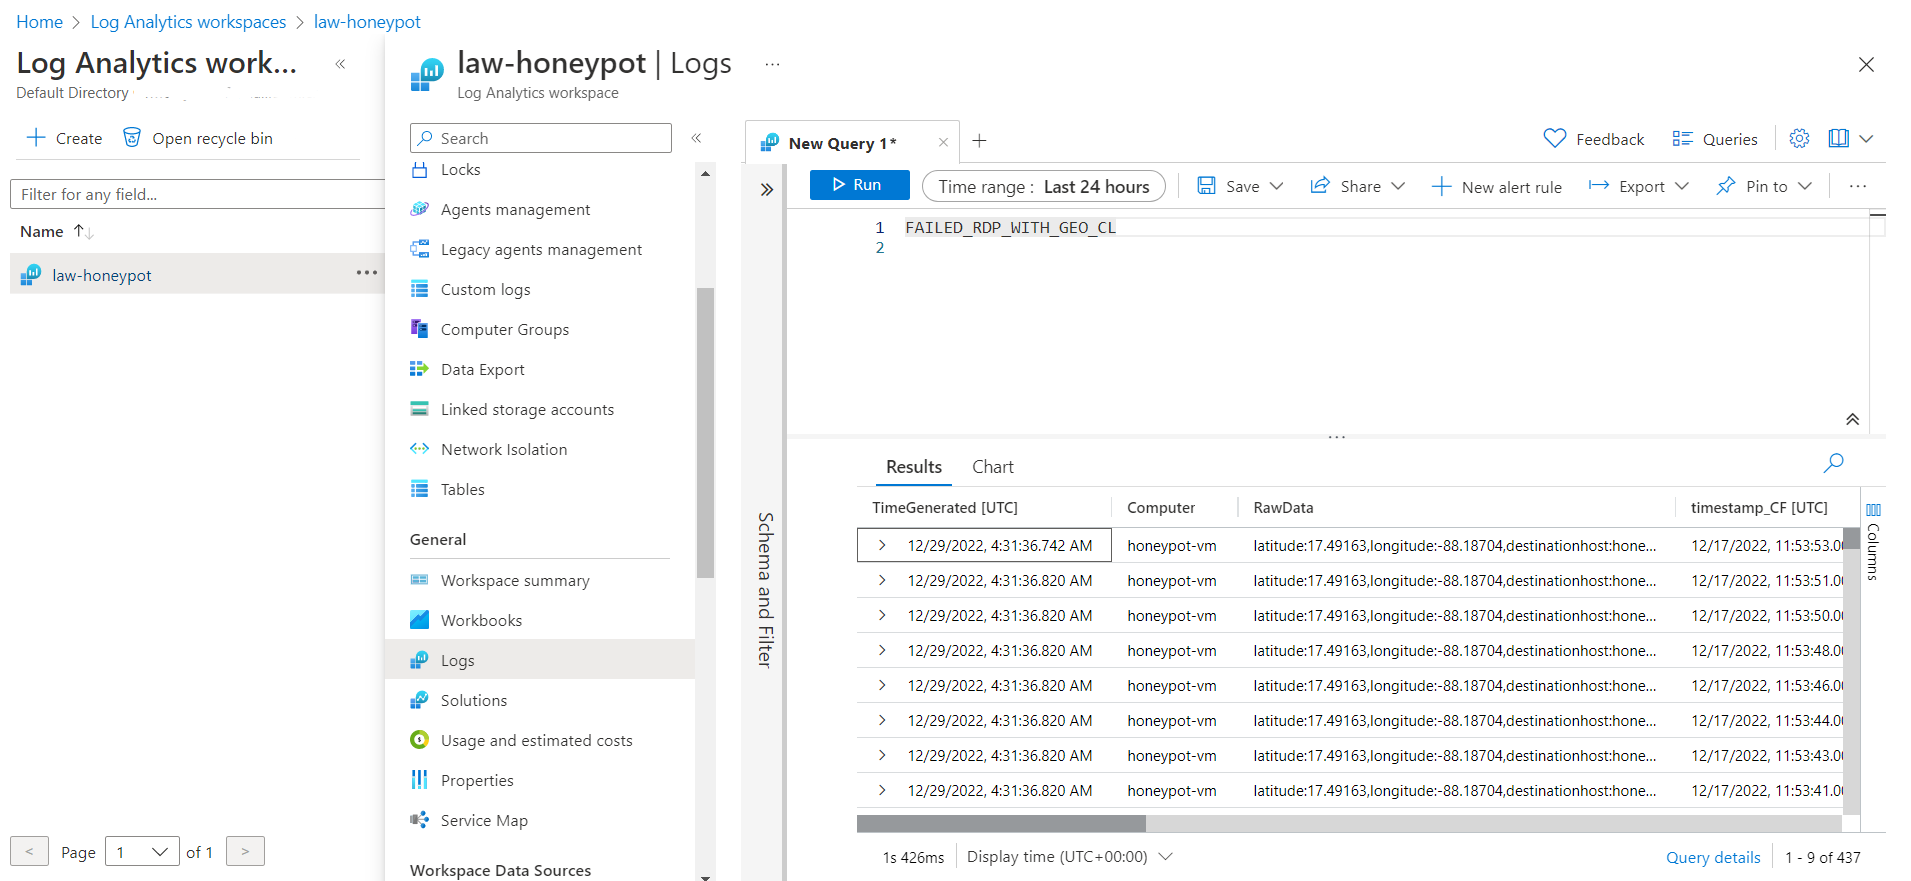 Home > Log Analytics workspaces > law-honeypot
Log Analytics work... «
Default Directory
+ Create Open recycle bin
Filter for any field...
Name ↑↓
law-honeypot ...
< Page 1 of 1 >
law-honeypot | Logs ...
Log Analytics workspace
Search «
Locks
Agents management
Legacy agents management
Custom logs
Computer Groups
Data Export
Linked storage accounts
Network Isolation
Tables
General
Workspace summary
Workbooks
Logs
Solutions
Usage and estimated costs
Properties
Service Map
Workspace Data Sources
New Query 1* × +
Feedback Queries
Run Time range : Last 24 hours Save Share + New alert rule Export Pin to ...
Schema and Filter
1 FAILED_RDP_WITH_GEO_CL
2
Results Chart
TimeGenerated [UTC] Computer RawData timestamp_CF [UTC]
12/29/2022, 4:31:36.742 AM honeypot-vm latitude:17.49163,longitude:-88.18704,destinationhost:hone... 12/17/2022, 11:53:53.0
12/29/2022, 4:31:36.820 AM honeypot-vm latitude:17.49163,longitude:-88.18704,destinationhost:hone... 12/17/2022, 11:53:51.0
12/29/2022, 4:31:36.820 AM honeypot-vm latitude:17.49163,longitude:-88.18704,destinationhost:hone... 12/17/2022, 11:53:50.0
12/29/2022, 4:31:36.820 AM honeypot-vm latitude:17.49163,longitude:-88.18704,destinationhost:hone... 12/17/2022, 11:53:48.0
12/29/2022, 4:31:36.820 AM honeypot-vm latitude:17.49163,longitude:-88.18704,destinationhost:hone... 12/17/2022, 11:53:46.0
12/29/2022, 4:31:36.820 AM honeypot-vm latitude:17.49163,longitude:-88.18704,destinationhost:hone... 12/17/2022, 11:53:44.0
12/29/2022, 4:31:36.820 AM honeypot-vm latitude:17.49163,longitude:-88.18704,destinationhost:hone... 12/17/2022, 11:53:43.0
12/29/2022, 4:31:36.820 AM honeypot-vm latitude:17.49163,longitude:-88.18704,destinationhost:hone... 12/17/2022, 11:53:41.0
Columns
1s 426ms Display time (UTC+00:00) Query details 1 - 9 of 437